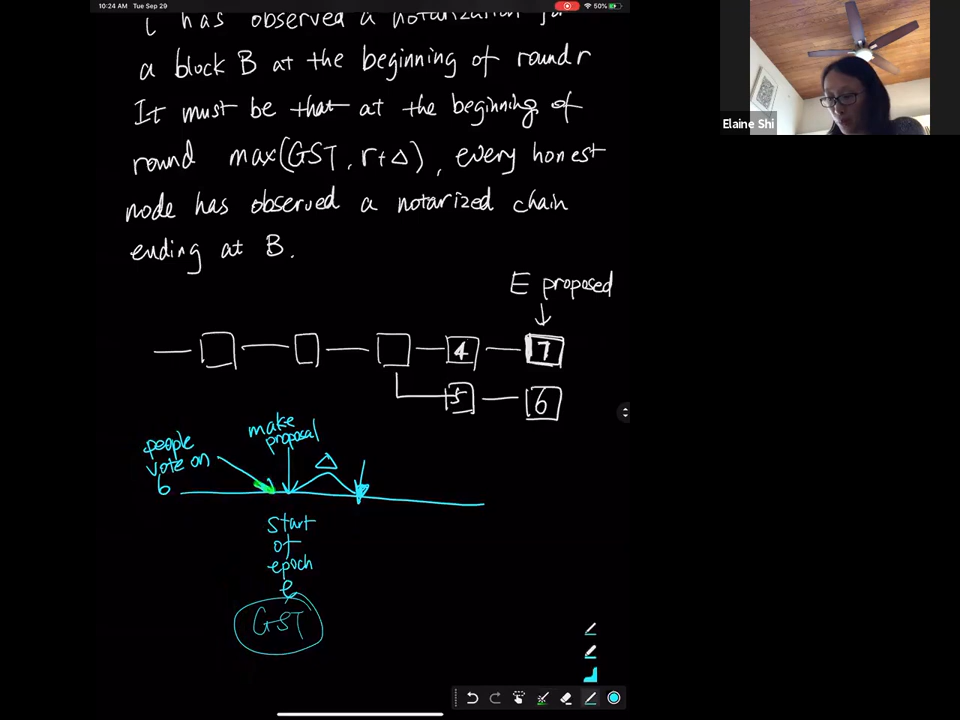 10:24 AM Tue Sep 29
50%
i has observed a notarization for
a block B at the beginning of round r
It must be that at the beginning of
round max(GST, r+Δ), every honest
node has observed a notarized chain
ending at B.
E proposed
4
7
5
6
make
proposal
people
vote on
6
Δ
start
of
epoch
e
GST
Elaine Shi